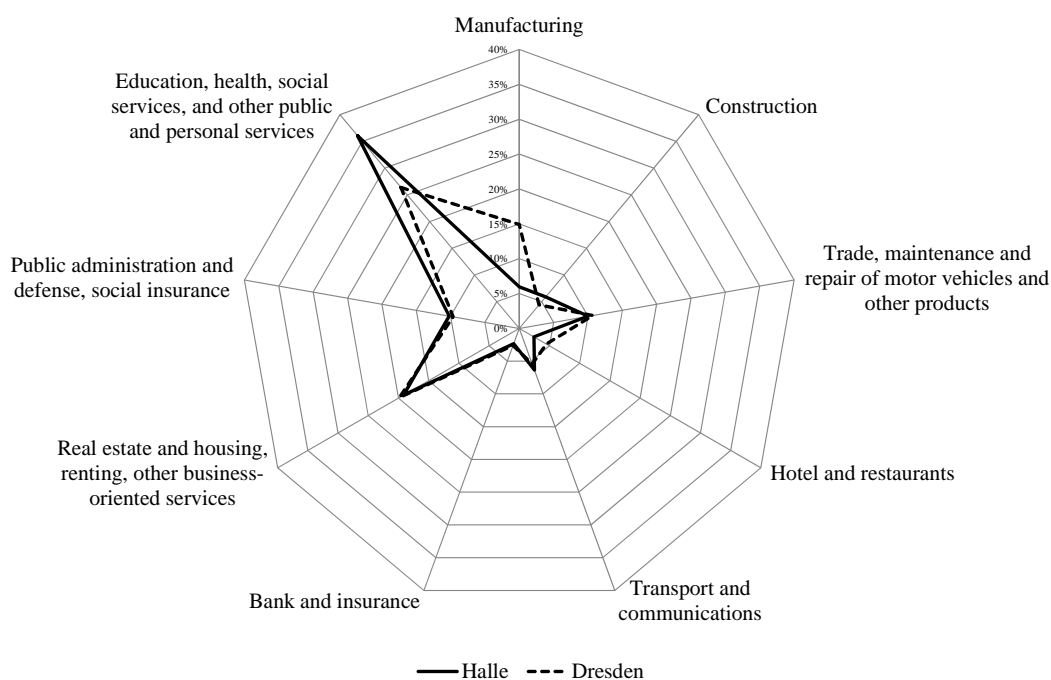 Manufacturing
40%
35%
30%
25%
20%
15%
10%
5%
0%
Construction
Trade, maintenance and
repair of motor vehicles and
other products
Hotel and restaurants
Transport and
communications
Bank and insurance
Real estate and housing,
renting, other business-
oriented services
Public administration and
defense, social insurance
Education, health, social
services, and other public
and personal services
Halle
Dresden